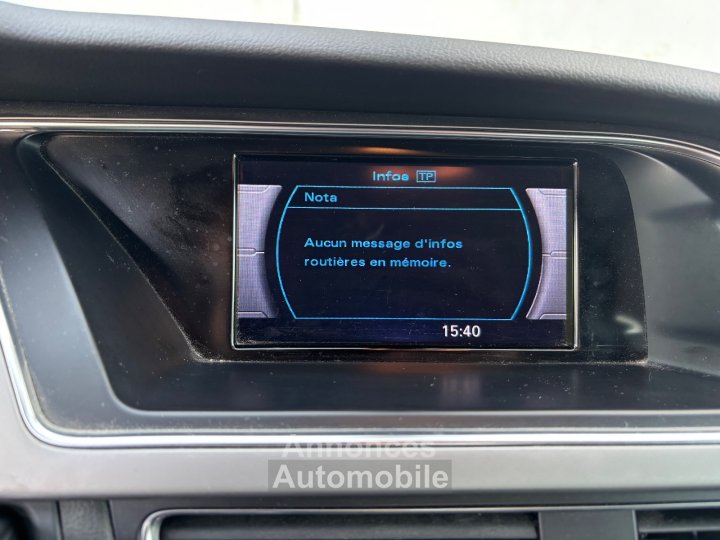 Infos TP
Nota
Aucun message d'infos
routières en mémoire.
15:40
Annonces
Automobile